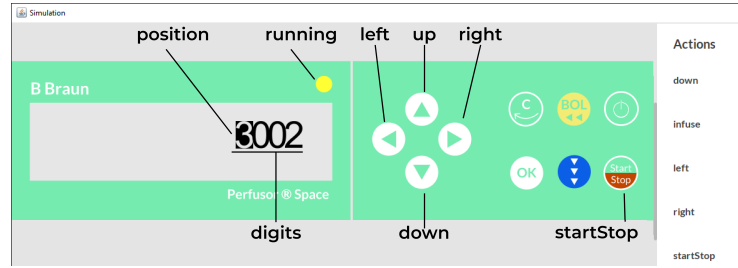 Simulation
position
running
left
up
right
Actions
B Braun
3002
Perfusor ® Space
C
BOL
OK
Start
Stop
digits
down
startStop
down
infuse
left
right
startStop